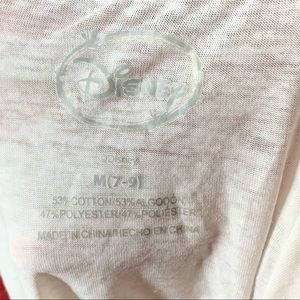 Disney
©Disney
M(7-9)
53% COTTON/53% ALGODÓN
47% POLYESTER/47% POLIÉSTER
MADE IN CHINA/HECHO EN CHINA